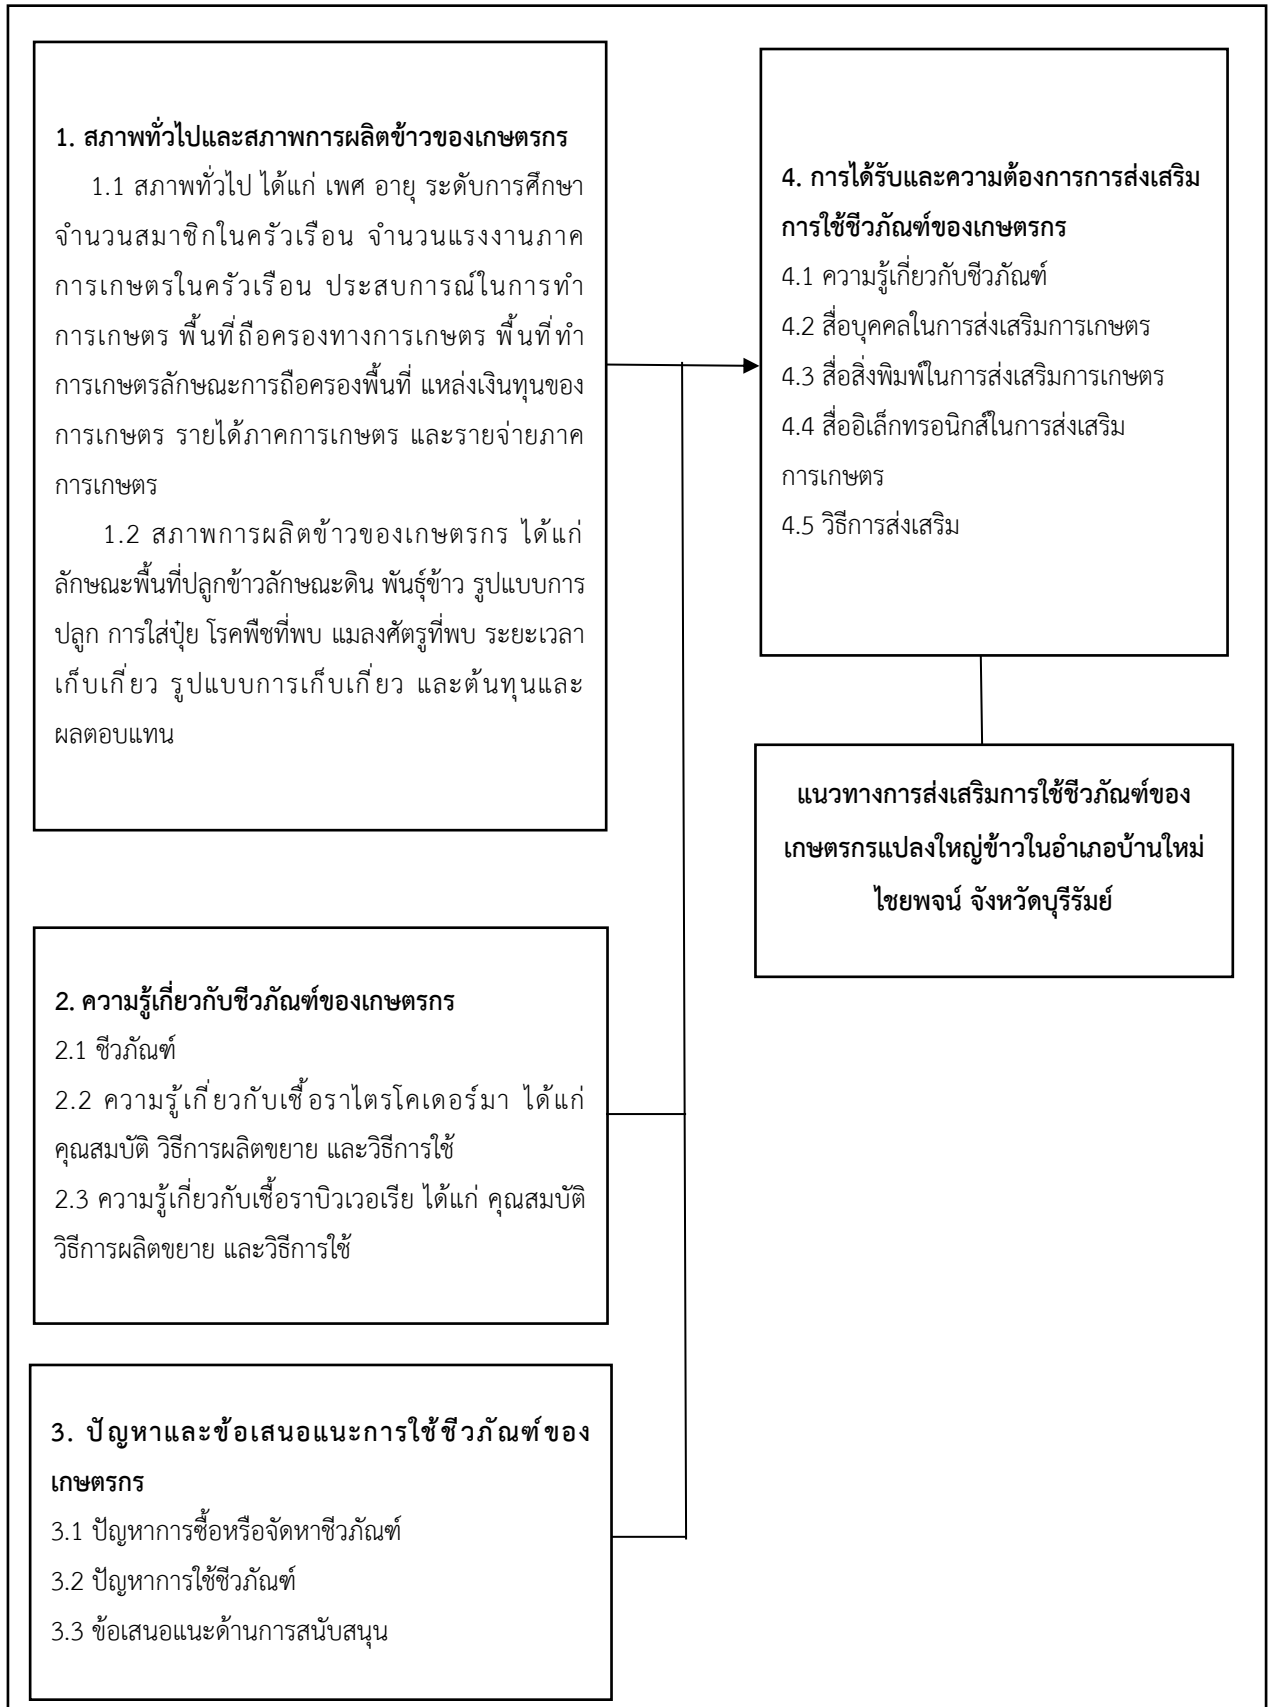 1. สภาพทั่วไปและสภาพการผลิตข้าวของเกษตรกร
1.1 สภาพทั่วไป ได้แก่ เพศ อายุ ระดับการศึกษา
จำนวนสมาชิกในครัวเรือน จำนวนแรงงานภาค
การเกษตรในครัวเรือน ประสบการณ์ในการทำ
การเกษตร พื้นที่ถือครองทางการเกษตร พื้นที่ทำ
การเกษตรลักษณะการถือครองพื้นที่ แหล่งเงินทุนของ
การเกษตร รายได้ภาคการเกษตร และรายจ่ายภาค
การเกษตร
1.2 สภาพการผลิตข้าวของเกษตรกร ได้แก่
ลักษณะพื้นที่ปลูกข้าวลักษณะดิน พันธุ์ข้าว รูปแบบการ
ปลูก การใส่ปุ๋ย โรคพืชที่พบ แมลงศัตรูที่พบ ระยะเวลา
เก็บเกี่ยว รูปแบบการเก็บเกี่ยว และต้นทุนและ
ผลตอบแทน
2. ความรู้เกี่ยวกับชีวภัณฑ์ของเกษตรกร
2.1 ชีวภัณฑ์
2.2 ความรู้เกี่ยวกับเชื้อราไตรโคเดอร์มา ได้แก่
คุณสมบัติ วิธีการผลิตขยาย และวิธีการใช้
2.3 ความรู้เกี่ยวกับเชื้อราบิวเวอเรีย ได้แก่ คุณสมบัติ
วิธีการผลิตขยาย และวิธีการใช้
3. ปัญหาและข้อเสนอแนะการใช้ชีวภัณฑ์ของ
เกษตรกร
3.1 ปัญหาการซื้อหรือจัดหาชีวภัณฑ์
3.2 ปัญหาการใช้ชีวภัณฑ์
3.3 ข้อเสนอแนะด้านการสนับสนุน
4. การได้รับและความต้องการการส่งเสริม
การใช้ชีวภัณฑ์ของเกษตรกร
4.1 ความรู้เกี่ยวกับชีวภัณฑ์
4.2 สื่อบุคคลในการส่งเสริมการเกษตร
4.3 สื่อสิ่งพิมพ์ในการส่งเสริมการเกษตร
4.4 สื่ออิเล็กทรอนิกส์ในการส่งเสริม
การเกษตร
4.5 วิธีการส่งเสริม
แนวทางการส่งเสริมการใช้ชีวภัณฑ์ของ
เกษตรกรแปลงใหญ่ข้าวในอำเภอบ้านใหม่
ไชยพจน์ จังหวัดบุรีรัมย์